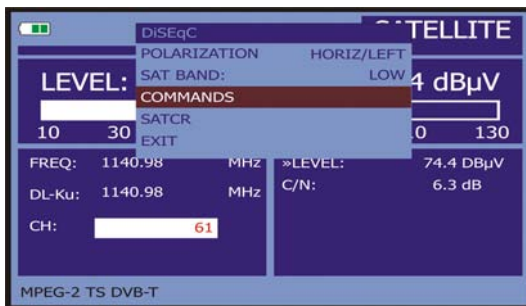 DiSEqC TELLITE
POLARIZATION HORIZ/LEFT
SAT BAND: LOW
LEVEL: COMMANDS 4 dBµV
SATCR
10 30 EXIT 0 130
FREQ: 1140.98 MHz »LEVEL: 74.4 DBµV
DL-Ku: 1140.98 MHz C/N: 6.3 dB
CH: 61
MPEG-2 TS DVB-T